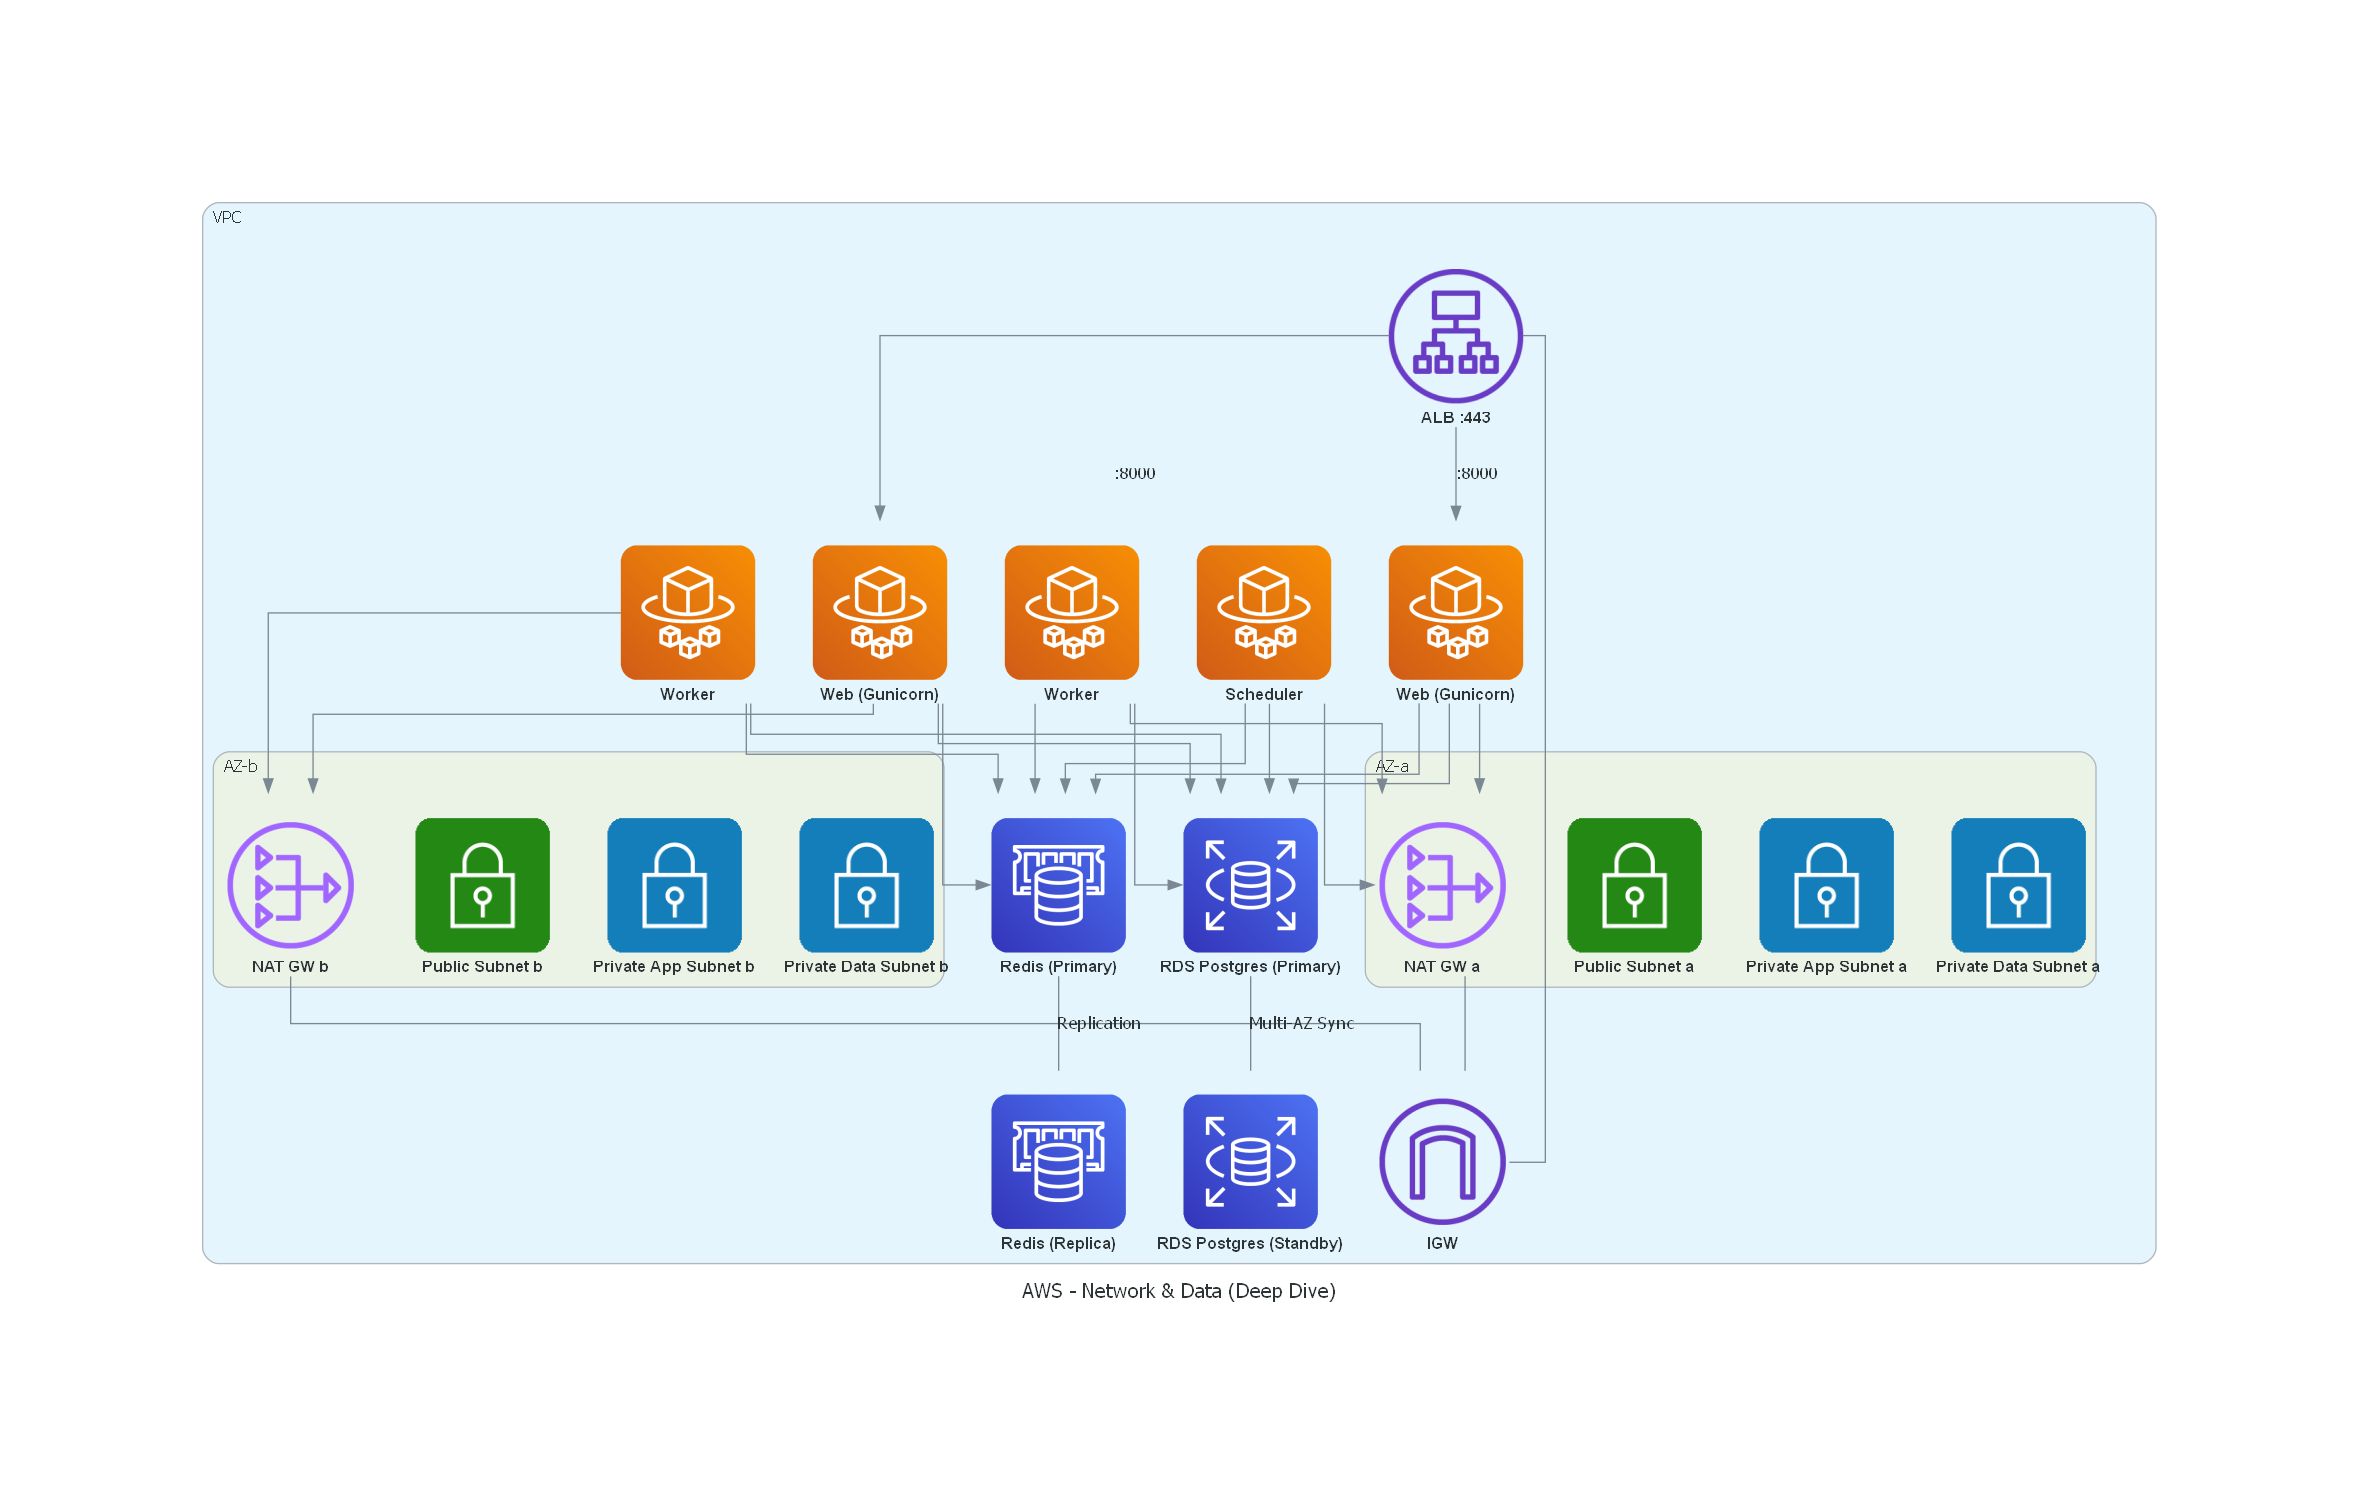 VPC
ALB :443
:8000
:8000
Worker
Web (Gunicorn)
Worker
Scheduler
Web (Gunicorn)
AZ-b
AZ-a
NAT GW b
Public Subnet b
Private App Subnet b
Private Data Subnet b
Redis (Primary)
RDS Postgres (Primary)
NAT GW a
Public Subnet a
Private App Subnet a
Private Data Subnet a
Replication
Multi-AZ Sync
Redis (Replica)
RDS Postgres (Standby)
IGW
AWS - Network & Data (Deep Dive)